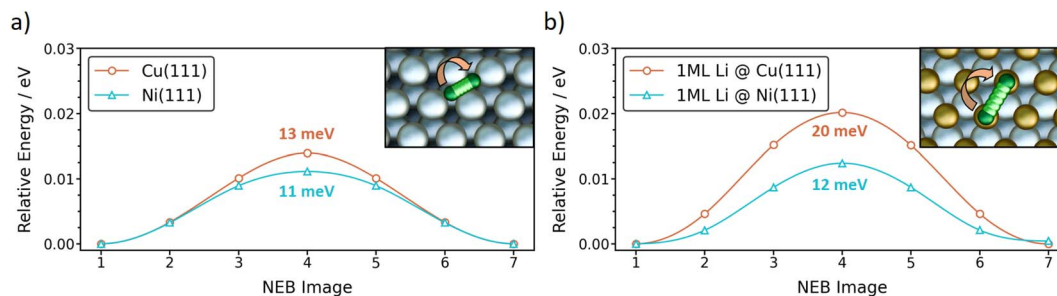 a)
0.03
0.02
0.01
0.00
Relative Energy / eV
Cu(111)
Ni(111)
13 meV
11 meV
1 2 3 4 5 6 7
NEB Image
b)
0.03
0.02
0.01
0.00
Relative Energy / eV
1ML Li @ Cu(111)
1ML Li @ Ni(111)
20 meV
12 meV
1 2 3 4 5 6 7
NEB Image